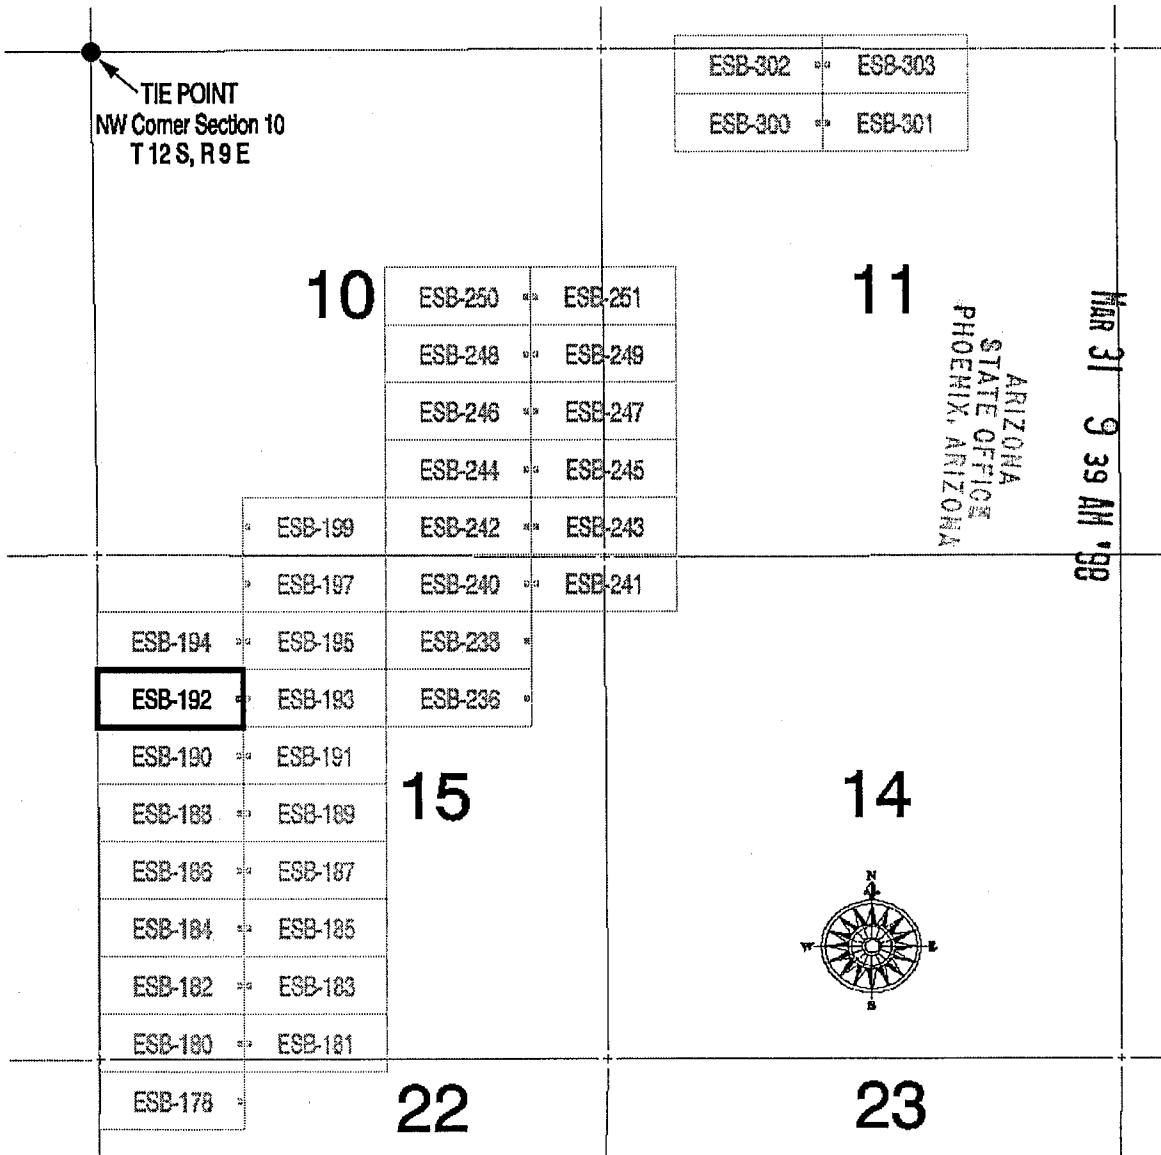 TIE POINT
NW Corner Section 10
T 12 S, R 9 E
ESB-302 ESB-303
ESB-300 ESB-301
10
11
ESB-250 ESB-251
ESB-248 ESB-249
ESB-246 ESB-247
ESB-244 ESB-245
ESB-199 ESB-242 ESB-243
ESB-197 ESB-240 ESB-241
ESB-194 ESB-195 ESB-238
ESB-192 ESB-193 ESB-236
ESB-190 ESB-191
ESB-188 ESB-189
ESB-186 ESB-187
ESB-184 ESB-185
ESB-182 ESB-183
ESB-180 ESB-181
ESB-178
15
14
22
23
N
W E
S
MAR 31 9 39 AM
ARIZONA
STATE OFFICE
PHOENIX, ARIZONA